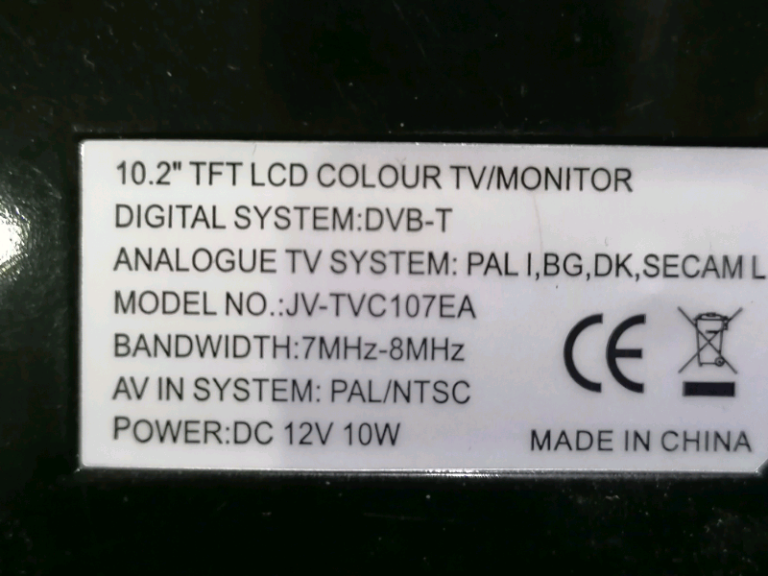 10.2" TFT LCD COLOUR TV/MONITOR
DIGITAL SYSTEM:DVB-T
ANALOGUE TV SYSTEM: PAL I,BG,DK,SECAM L
MODEL NO.:JV-TVC107EA
BANDWIDTH:7MHz-8MHz
AV IN SYSTEM: PAL/NTSC
POWER:DC 12V 10W
CE
MADE IN CHINA